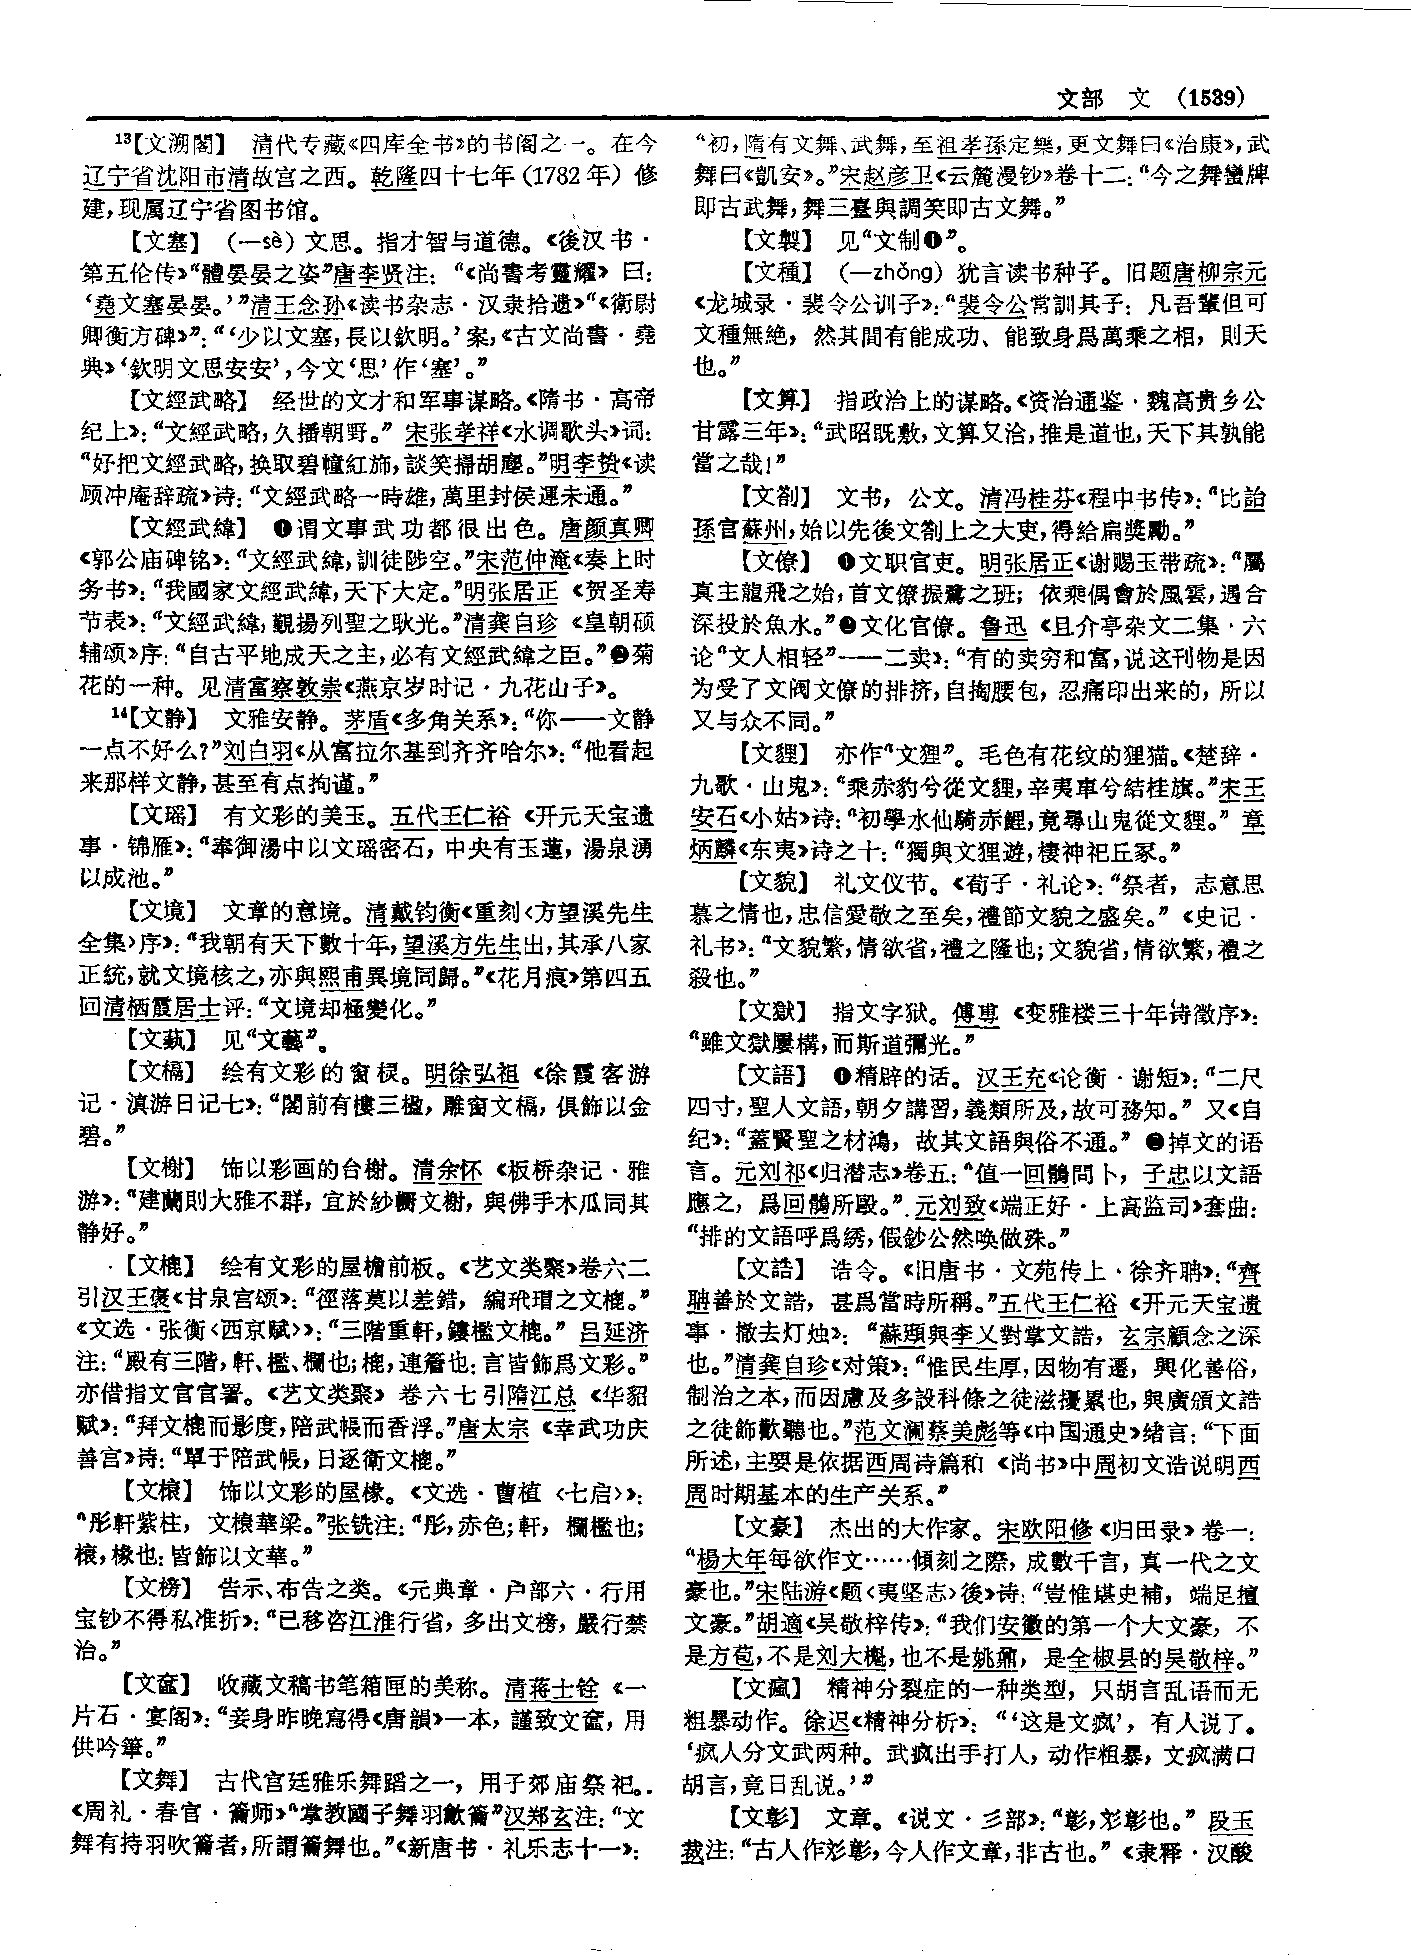 文部　文　(1539)
13【文溯閣】　清代专藏《四库全书》的书阁之一。在今
辽宁省沈阳市清故宫之西。乾隆四十七年(1782年)修
建,现属辽宁省图书馆。
【文塞】　(—sè)文思。指才智与道德。《後汉书·
第五伦传》“體晏晏之姿”唐李贤注:“《尚書考靈耀》曰:
‘堯文塞晏晏。’”清王念孙《读书杂志·汉隶拾遗》“《衛尉
卿衡方碑》”:“‘少以文塞,長以欽明。’案,《古文尚書·堯
典》‘欽明文思安安’,今文‘思’作‘塞’。”
【文經武略】　经世的文才和军事谋略。《隋书·高帝
纪上》:“文經武略,久播朝野。”宋张孝祥《水调歌头》词:
“好把文經武略,换取碧幢紅旆,談笑掃胡塵。”明李贽《读
顾冲庵辞疏》诗:“文經武略一時雄,萬里封侯運未通。”
【文經武緯】　❶谓文事武功都很出色。唐颜真卿
《郭公庙碑铭》:“文經武緯,訓徒陟空。”宋范仲淹《奏上时
务书》:“我國家文經武緯,天下大定。”明张居正《贺圣寿
节表》:“文經武緯,觐揚列聖之耿光。”清龚自珍《皇朝硕
辅颂》序:“自古平地成天之主,必有文經武緯之臣。”❷菊
花的一种。见清富察敦崇《燕京岁时记·九花山子》。
14【文静】　文雅安静。茅盾《多角关系》:“你——文静
一点不好么?”刘白羽《从富拉尔基到齐齐哈尔》:“他看起
来那样文静,甚至有点拘谨。”
【文瑶】　有文彩的美玉。五代王仁裕《开元天宝遗
事·锦雁》:“奉御湯中以文瑶密石,中央有玉蓮,湯泉湧
以成池。”
【文境】　文章的意境。清戴钧衡《重刻〈方望溪先生
全集〉序》:“我朝有天下數十年,望溪方先生出,其承八家
正統,就文境核之,亦與熙甫異境同歸。”《花月痕》第四五
回清栖霞居士评:“文境却極變化。”
【文蓺】　见“文藝”。
【文槅】　绘有文彩的窗棂。明徐弘祖《徐霞客游
记·滇游日记七》:“閣前有樓三楹,雕窗文槅,俱飾以金
碧。”
【文榭】　饰以彩画的台榭。清余怀《板桥杂记·雅
游》:“建蘭則大雅不群,宜於紗櫥文榭,與佛手木瓜同其
静好。”
【文㮰】　绘有文彩的屋檐前板。《艺文类聚》卷六二
引汉王褒《甘泉宫颂》:“徑落莫以差錯,編玳瑁之文㮰。”
《文选·张衡〈西京赋〉》:“三階重軒,鏤檻文㮰。”吕延济
注:“殿有三階,軒、檻、欄也;㮰,連簷也:言皆飾爲文彩。”
亦借指文官官署。《艺文类聚》卷六七引隋江总《华貂
赋》:“拜文㮰而影度,陪武帳而香浮。”唐太宗《幸武功庆
善宫》诗:“單于陪武帳,日逐衛文㮰。”
【文榱】　饰以文彩的屋椽。《文选·曹植〈七启〉》:
“彤軒紫柱,文榱華梁。”张铣注:“彤,赤色;軒,欄檻也;
榱,椽也:皆飾以文華。”
【文榜】　告示、布告之类。《元典章·户部六·行用
宝钞不得私准折》:“已移咨江淮行省,多出文榜,嚴行禁
治。”
【文奩】　收藏文稿书笔箱匣的美称。清蒋士铨《一
片石·宴阁》:“妾身昨晚寫得《唐韻》一本,謹致文奩,用
供吟筆。”
【文舞】　古代宫廷雅乐舞蹈之一,用于郊庙祭祀。
《周礼·春官·籥师》“掌教國子舞羽龡籥”汉郑玄注:“文
舞有持羽吹籥者,所謂籥舞也。”《新唐书·礼乐志十一》:
“初,隋有文舞、武舞,至祖孝孫定樂,更文舞曰《治康》,武
舞曰《凱安》。”宋赵彦卫《云麓漫钞》卷十二:“今之舞蠻牌
即古武舞,舞三臺與調笑即古文舞。”
【文製】　见“文制❶”。
【文種】　(—zhǒng)犹言读书种子。旧题唐柳宗元
《龙城录·裴令公训子》:“裴令公常訓其子:凡吾輩但可
文種無絶,然其間有能成功、能致身爲萬乘之相,則天
也。”
【文算】　指政治上的谋略。《资治通鉴·魏高贵乡公
甘露三年》:“武昭既敷,文算又洽,推是道也,天下其孰能
當之哉!”
【文劄】　文书,公文。清冯桂芬《程中书传》:“比詒
孫官蘇州,始以先後文劄上之大吏,得給扁獎勵。”
【文僚】　❶文职官吏。明张居正《谢赐玉带疏》:“屬
真主龍飛之始,首文僚振鷺之班;依乘偶會於風雲,遇合
深投於魚水。”❷文化官僚。鲁迅《且介亭杂文二集·六
论“文人相轻”——二卖》:“有的卖穷和富,说这刊物是因
为受了文阀文僚的排挤,自掏腰包,忍痛印出来的,所以
又与众不同。”
【文貍】　亦作“文狸”。毛色有花纹的狸猫。《楚辞·
九歌·山鬼》:“乘赤豹兮從文貍,辛夷車兮結桂旗。”宋王
安石《小姑》诗:“初學水仙騎赤鯉,竟尋山鬼從文貍。”章
炳麟《东夷》诗之十:“獨與文狸遊,棲神祀丘冢。”
【文貌】　礼文仪节。《荀子·礼论》:“祭者,志意思
慕之情也,忠信愛敬之至矣,禮節文貌之盛矣。”《史记·
礼书》:“文貌繁,情欲省,禮之隆也;文貌省,情欲繁,禮之
殺也。”
【文獄】　指文字狱。傅尃《变雅楼三十年诗徵序》:
“雖文獄屢構,而斯道彌光。”
【文語】　❶精辟的话。汉王充《论衡·谢短》:“二尺
四寸,聖人文語,朝夕講習,義類所及,故可務知。”又《自
纪》:“蓋賢聖之材鴻,故其文語與俗不通。”❷掉文的语
言。元刘祁《归潜志》卷五:“值一回鶻問卜,子忠以文語
應之,爲回鶻所毆。”元刘致《端正好·上高监司》套曲:
“排的文語呼爲绣,假鈔公然唤做殊。”
【文誥】　诰令。《旧唐书·文苑传上·徐齐聃》:“齊
聃善於文誥,甚爲當時所稱。”五代王仁裕《开元天宝遗
事·撤去灯烛》:“蘇頲與李乂對掌文誥,玄宗顧念之深
也。”清龚自珍《对策》:“惟民生厚,因物有遷,興化善俗,
制治之本,而因慮及多設科條之徒滋擾累也,與廣頒文誥
之徒飾歡聽也。”范文澜蔡美彪等《中国通史》绪言:“下面
所述,主要是依据西周诗篇和《尚书》中周初文诰说明西
周时期基本的生产关系。”
【文豪】　杰出的大作家。宋欧阳修《归田录》卷一:
“楊大年每欲作文……傾刻之際,成數千言,真一代之文
豪也。”宋陆游《题〈夷坚志〉後》诗:“豈惟堪史補,端足擅
文豪。”胡適《吴敬梓传》:“我们安徽的第一个大文豪,不
是方苞,不是刘大櫆,也不是姚鼐,是全椒县的吴敬梓。”
【文瘋】　精神分裂症的一种类型,只胡言乱语而无
粗暴动作。徐迟《精神分析》:“‘这是文疯’,有人说了。
‘疯人分文武两种。武疯出手打人,动作粗暴,文疯满口
胡言,竟日乱说。’”
【文彰】　文章。《说文·彡部》:“彰,彣彰也。”段玉
裁注:“古人作彣彰,今人作文章,非古也。”《隶释·汉酸